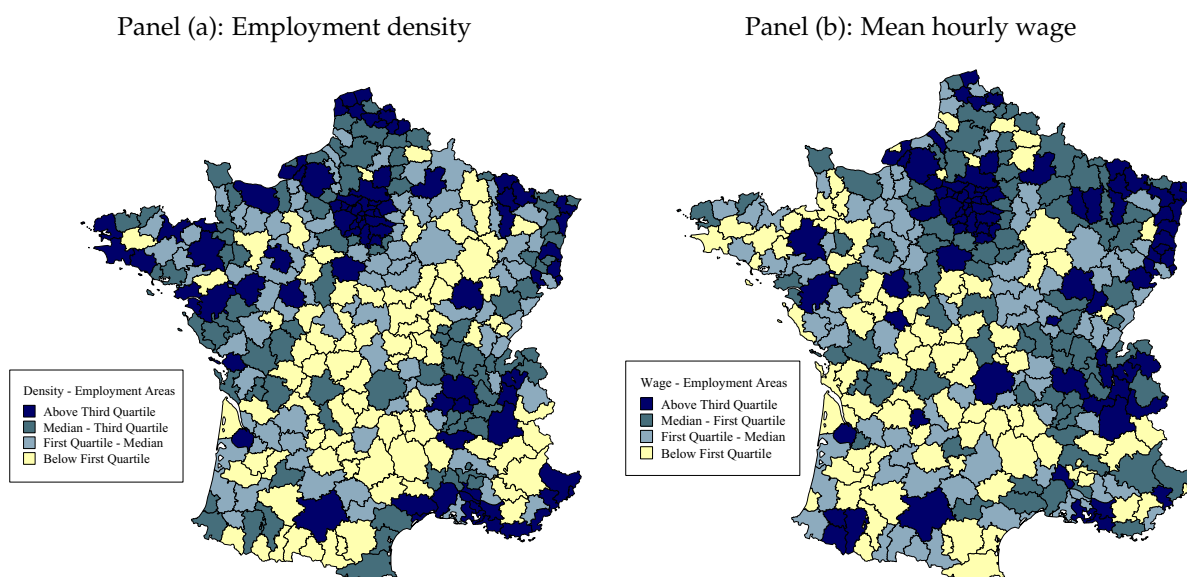 Panel (a): Employment density
Panel (b): Mean hourly wage
Density - Employment Areas
Above Third Quartile
Median - Third Quartile
First Quartile - Median
Below First Quartile
Wage - Employment Areas
Above Third Quartile
Median - First Quartile
First Quartile - Median
Below First Quartile